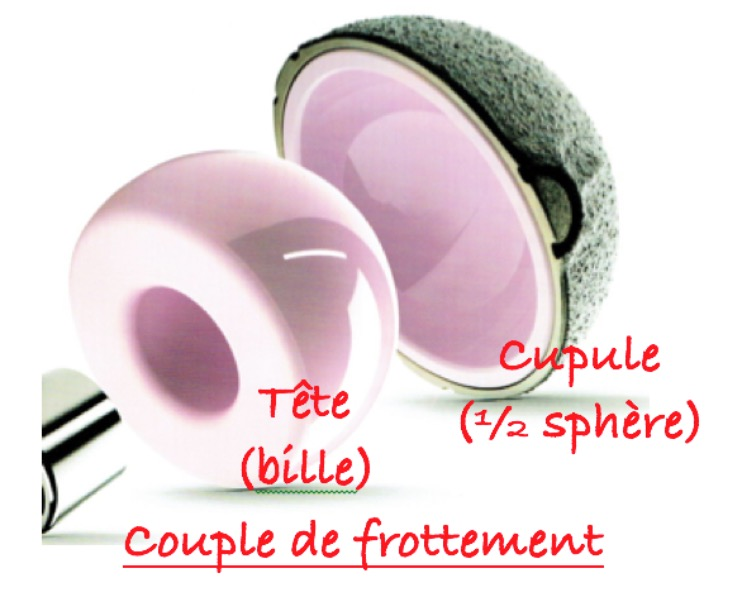 Cupule
(½ sphère)
Tête
(bille)
Couple de frottement